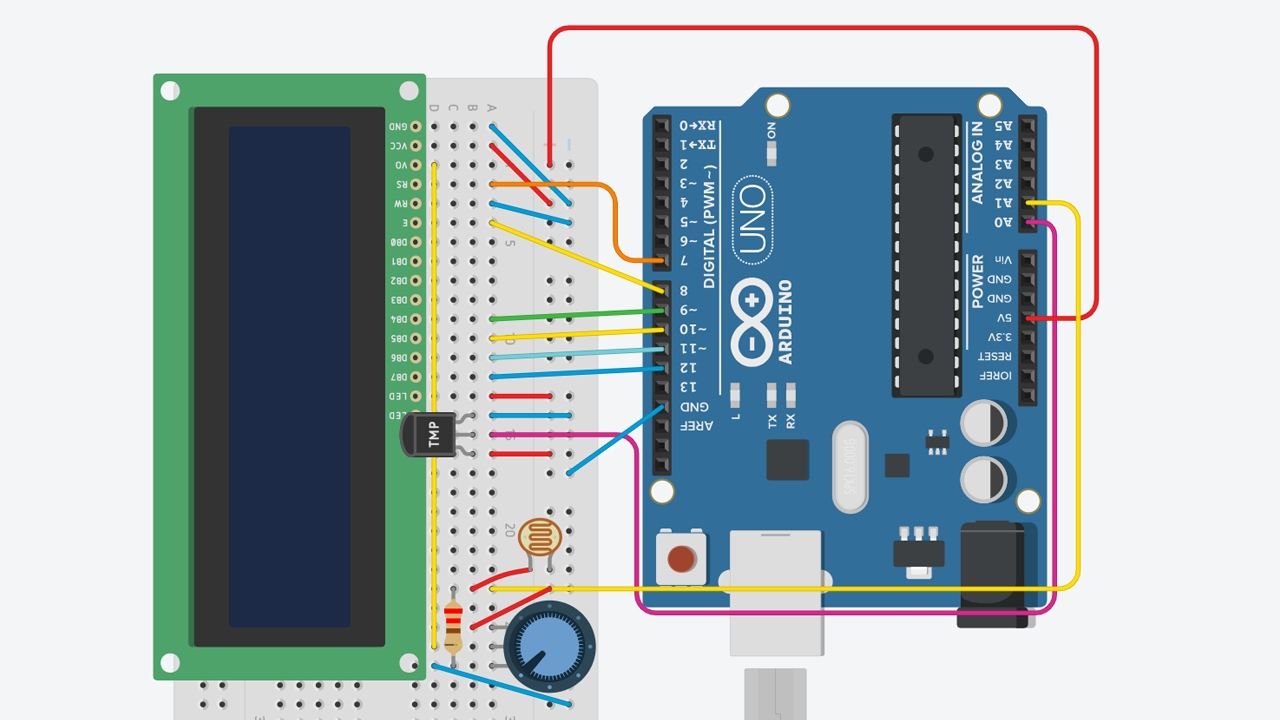 GND
VCC
VO
RS
RW
E
DB0
DB1
DB2
DB3
DB4
DB5
DB6
DB7
LED
LED
D C B A
+ -
5
10
15
20
TMP
RX←0
TX→1
2
~3
4
~5
~6
7
8
~9
~10
~11
12
13
GND
AREF
DIGITAL (PWM~)
ON
UNO
ARDUINO
L
TX
RX
SPK16.000G
ANALOG IN
A5
A4
A3
A2
A1
A0
POWER
Vin
GND
GND
5V
3.3V
RESET
IOREF